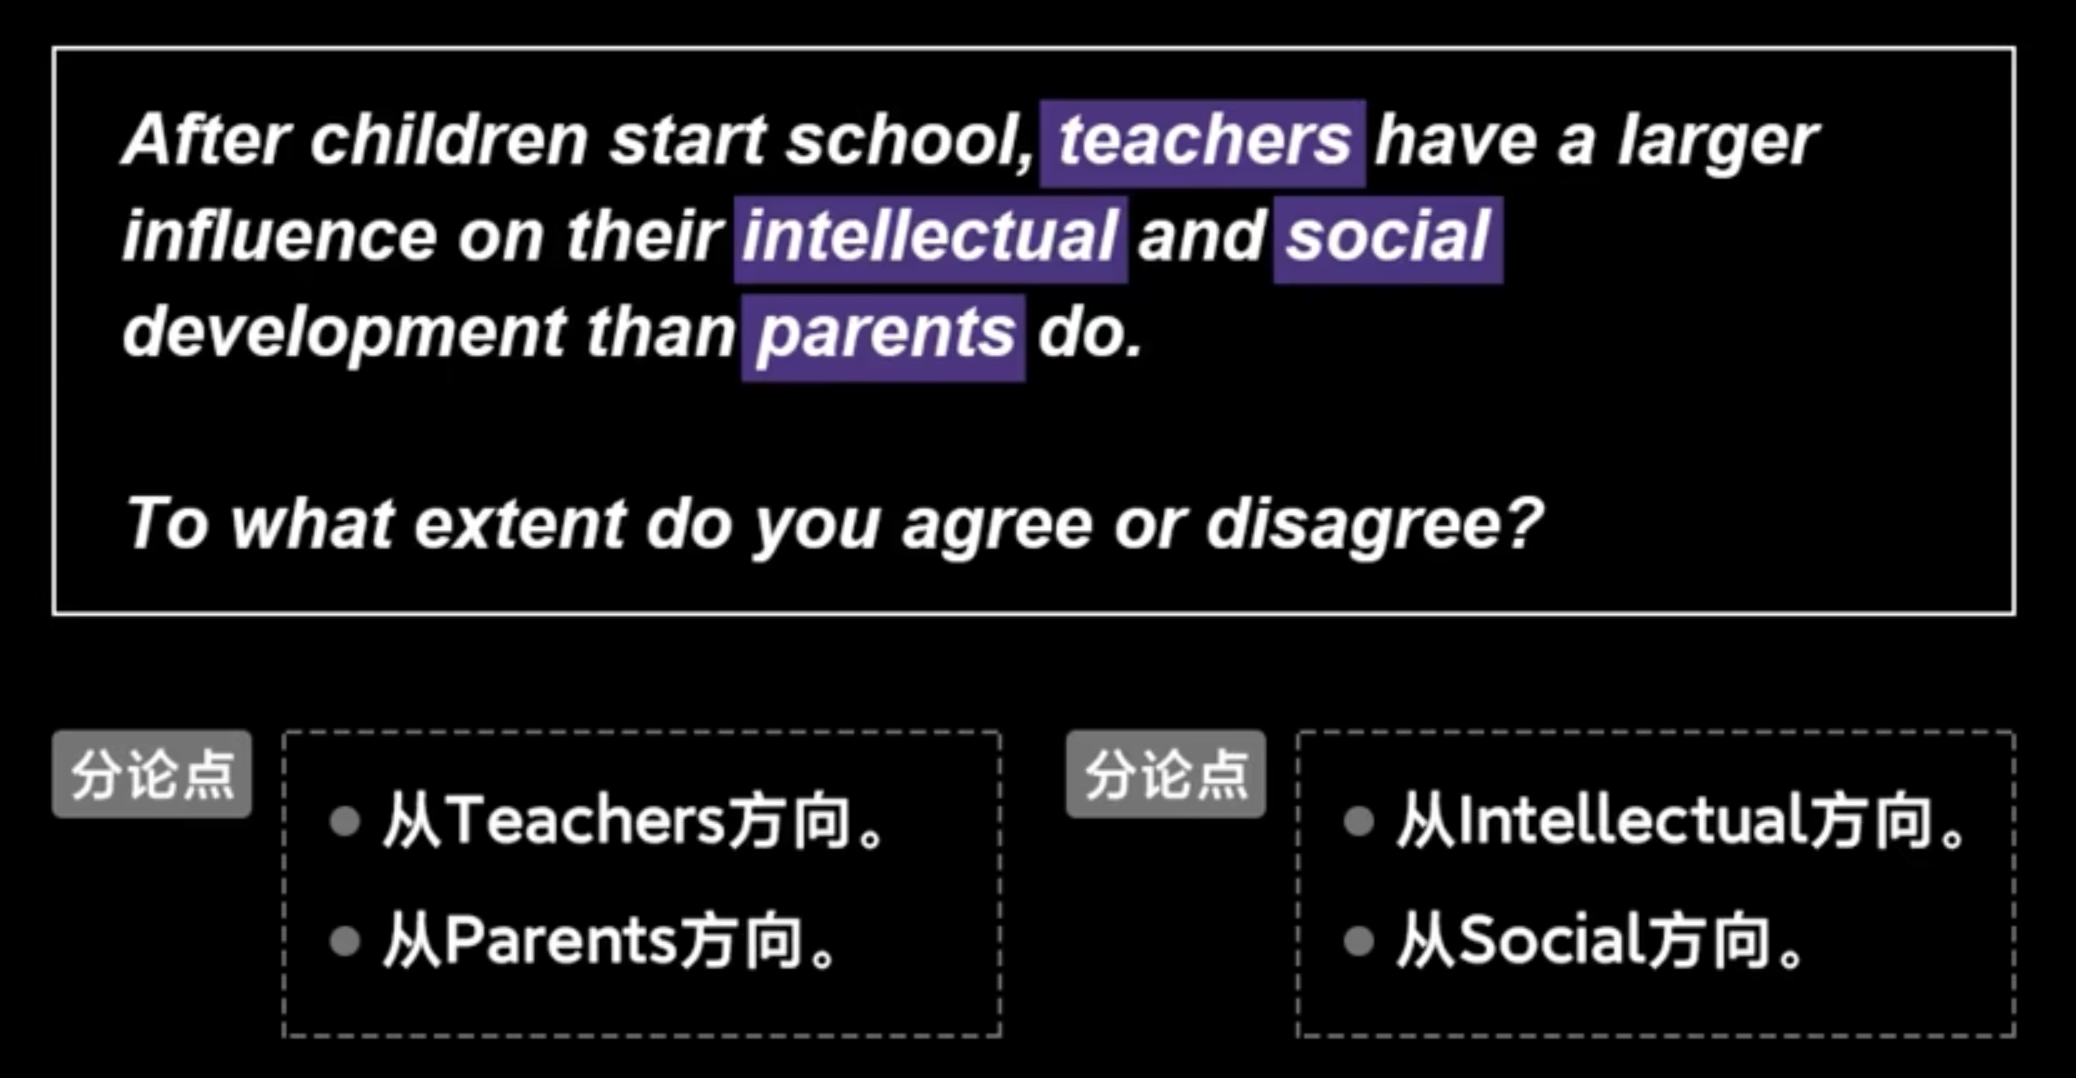 After children start school, teachers have a larger
influence on their intellectual and social
development than parents do.
To what extent do you agree or disagree?
分论点
从Teachers方向。
从Parents方向。
分论点
从Intellectual方向。
从Social方向。